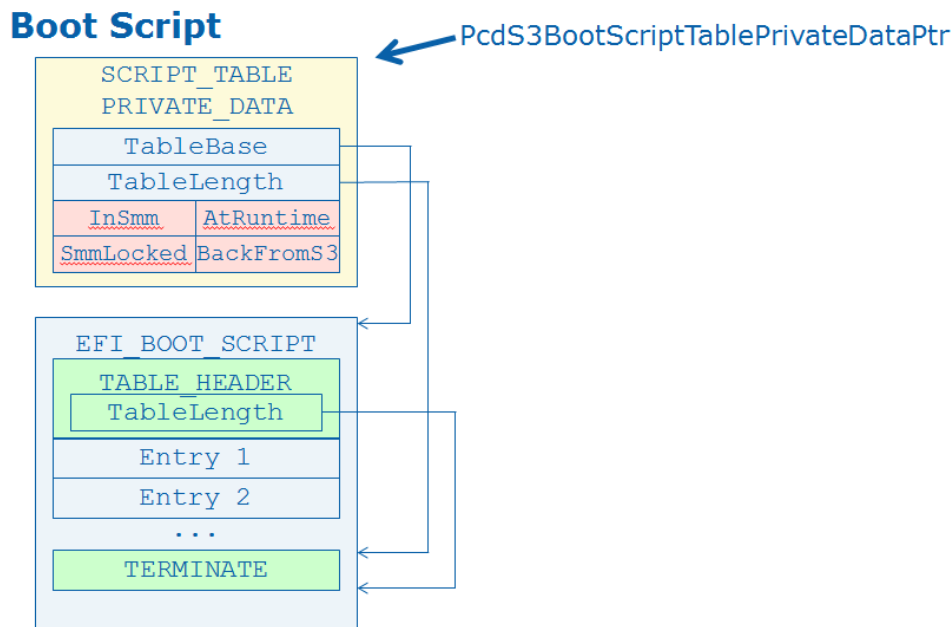 Boot Script
PcdS3BootScriptTablePrivateDataPtr
SCRIPT_TABLE
PRIVATE_DATA
TableBase
TableLength
InSmm AtRuntime
SmmLocked BackFromS3
EFI_BOOT_SCRIPT
TABLE_HEADER
TableLength
Entry 1
Entry 2
...
TERMINATE